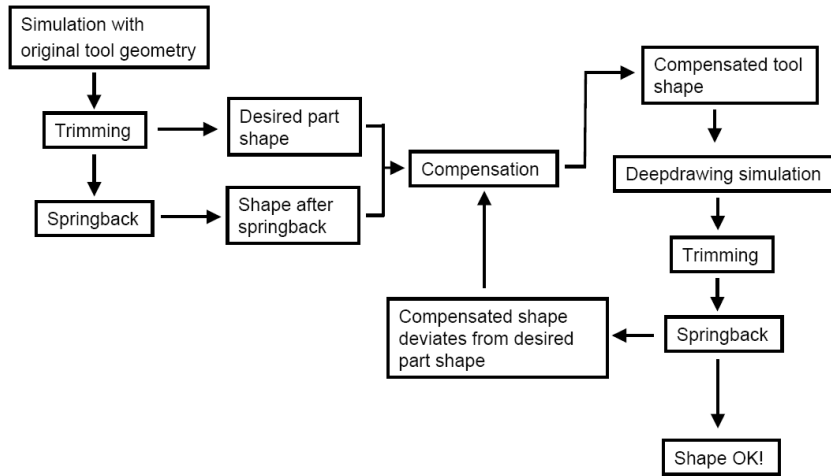 Simulation with
original tool geometry
Trimming
Desired part
shape
Springback
Shape after
springback
Compensation
Compensated tool
shape
Deepdrawing simulation
Trimming
Springback
Compensated shape
deviates from desired
part shape
Shape OK!